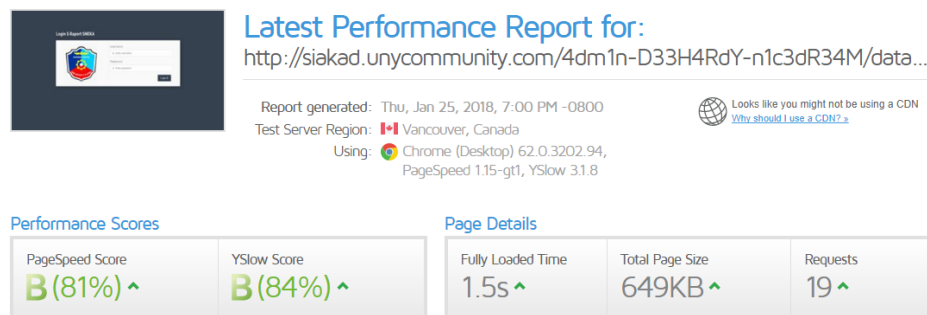 Latest Performance Report for:
http://siakad.unycommunity.com/4dm1n-D33H4RdY-n1c3dR34M/data...
Login E-Report SMEKA
Report generated: Thu, Jan 25, 2018, 7:00 PM -0800
Test Server Region: Vancouver, Canada
Using: Chrome (Desktop) 62.0.3202.94,
PageSpeed 1.15-gt1, YSlow 3.1.8
Looks like you might not be using a CDN
Why should I use a CDN? »
Performance Scores
PageSpeed Score
B (81%)
YSlow Score
B (84%)
Page Details
Fully Loaded Time
1.5s
Total Page Size
649KB
Requests
19